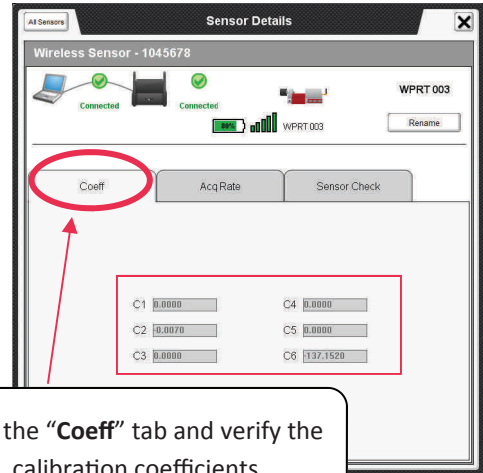 All Sensors
Sensor Details
Wireless Sensor - 1045678
Connected
Connected
WPRT 003
88%
WPRT 003
Rename
Coeff
Acq Rate
Sensor Check
C1 0.0000
C4 0.0000
C2 -0.0070
C5 0.0000
C3 0.0000
C6 -137.1520
the “Coeff” tab and verify the
calibration coefficients